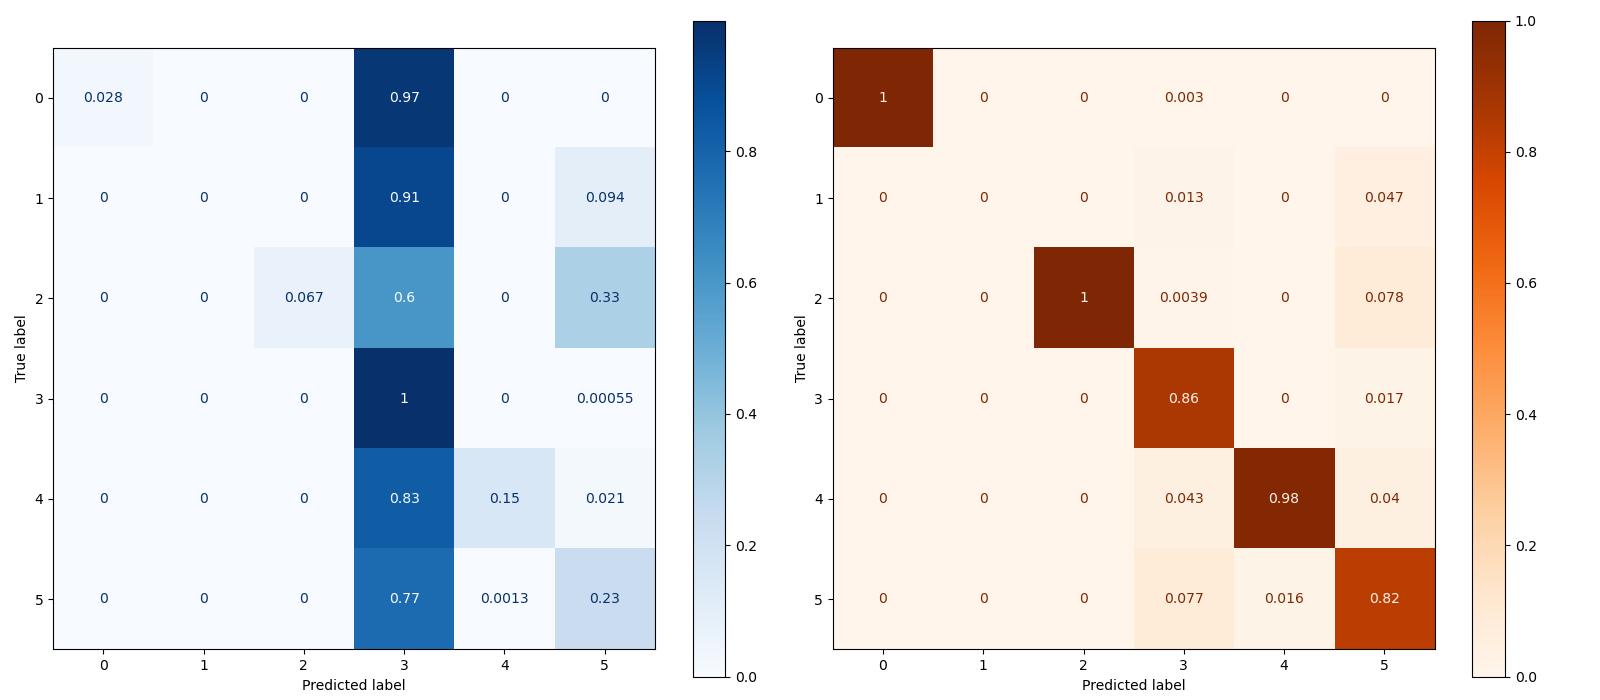 0 0.028 0 0 0.97 0 0
1 0 0 0 0.91 0 0.094
2 0 0 0.067 0.6 0 0.33
3 0 0 0 1 0 0.00055
4 0 0 0 0.83 0.15 0.021
5 0 0 0 0.77 0.0013 0.23
0 1 2 3 4 5
True label
Predicted label
0.8
0.6
0.4
0.2
0.0
0 1 0 0 0.003 0 0
1 0 0 0 0.013 0 0.047
2 0 0 1 0.0039 0 0.078
3 0 0 0 0.86 0 0.017
4 0 0 0 0.043 0.98 0.04
5 0 0 0 0.077 0.016 0.82
0 1 2 3 4 5
True label
Predicted label
1.0
0.8
0.6
0.4
0.2
0.0